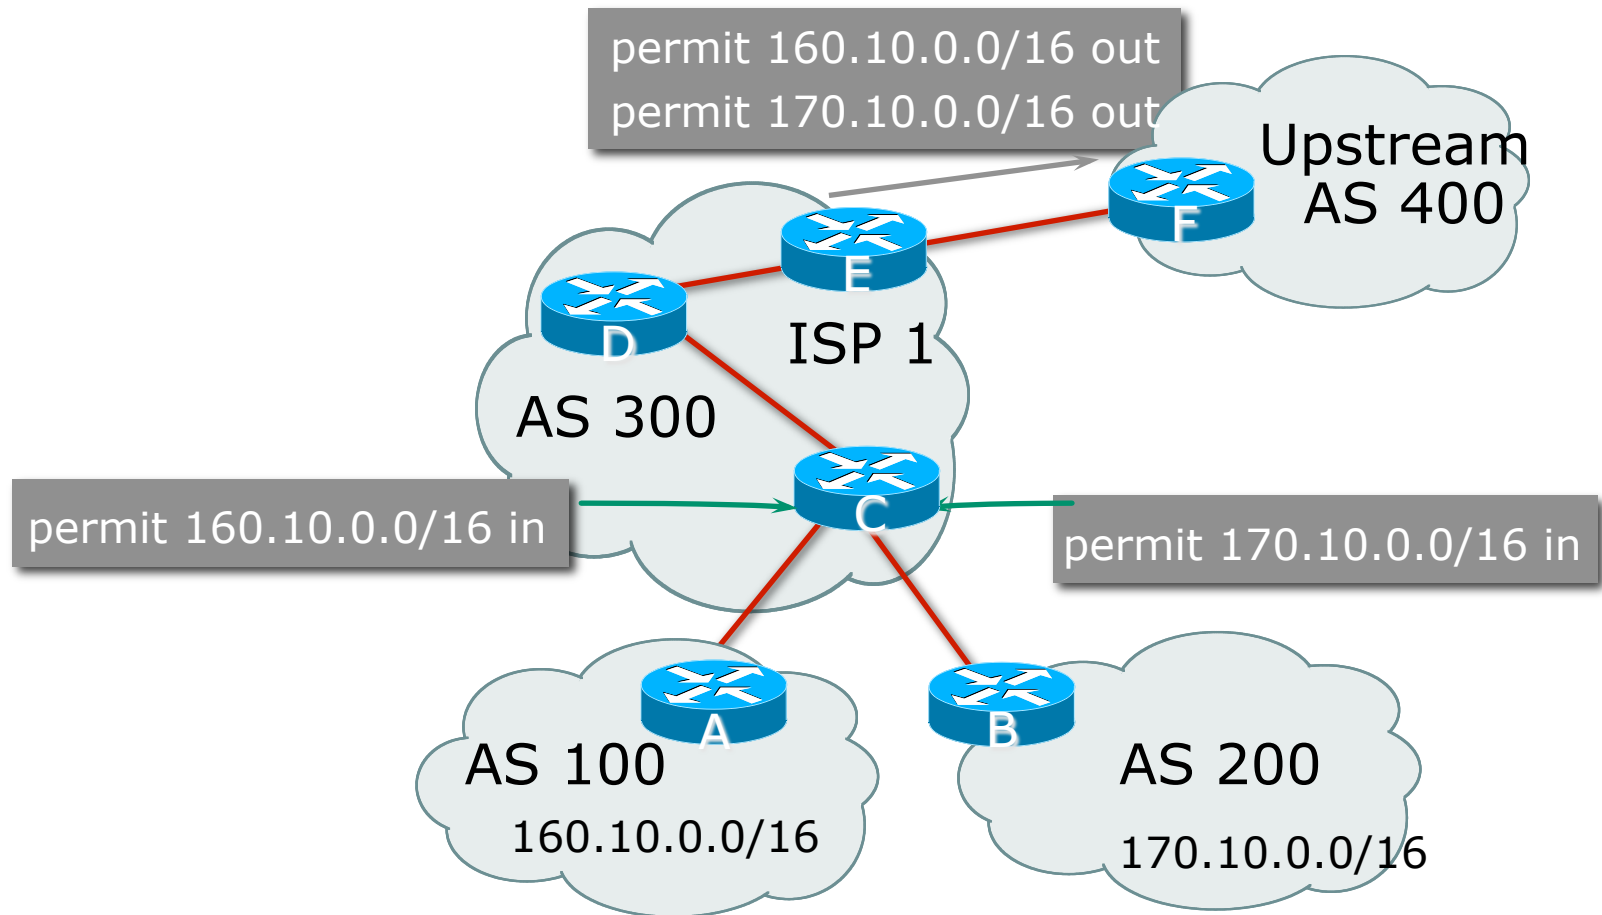 permit 160.10.0.0/16 out
permit 170.10.0.0/16 out
Upstream
AS 400
F
E
D
ISP 1
AS 300
C
permit 160.10.0.0/16 in
permit 170.10.0.0/16 in
A
B
AS 100
AS 200
160.10.0.0/16
170.10.0.0/16